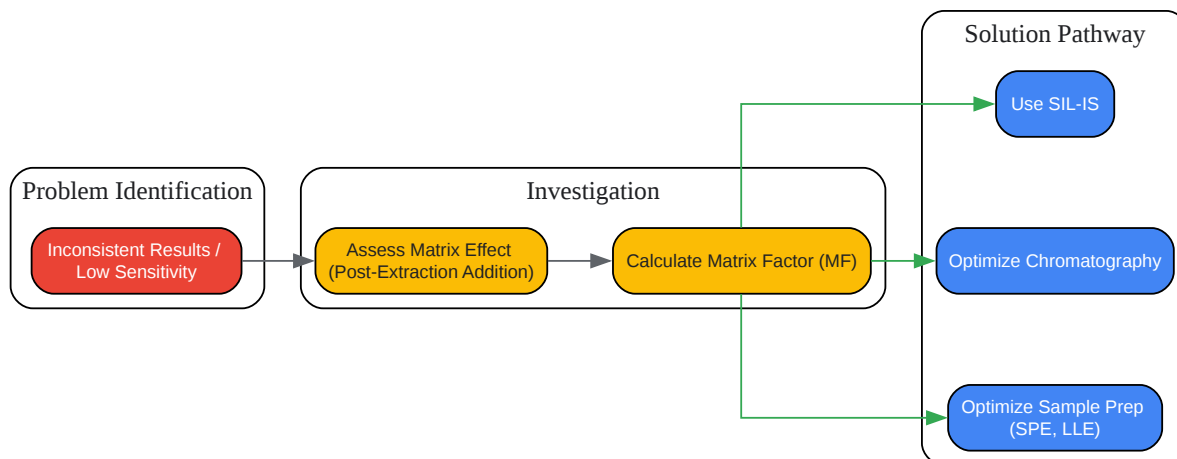 Problem Identification
Inconsistent Results /
Low Sensitivity
Investigation
Assess Matrix Effect
(Post-Extraction Addition)
Calculate Matrix Factor (MF)
Solution Pathway
Use SIL-IS
Optimize Chromatography
Optimize Sample Prep
(SPE, LLE)